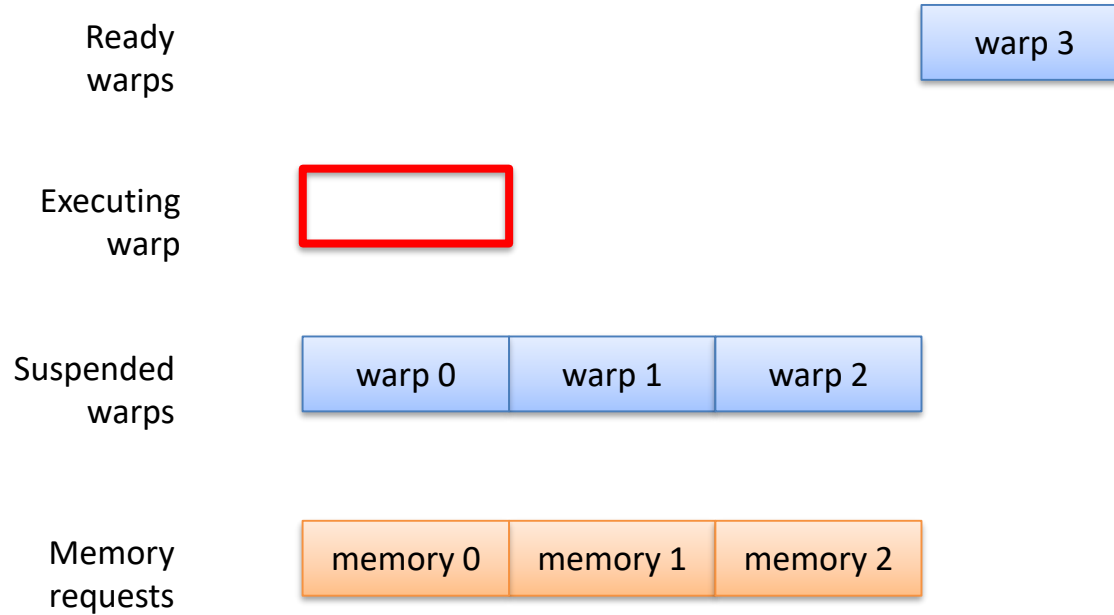 Ready
warps
warp 3
Executing
warp
Suspended
warps
warp 0 warp 1 warp 2
Memory
requests
memory 0 memory 1 memory 2